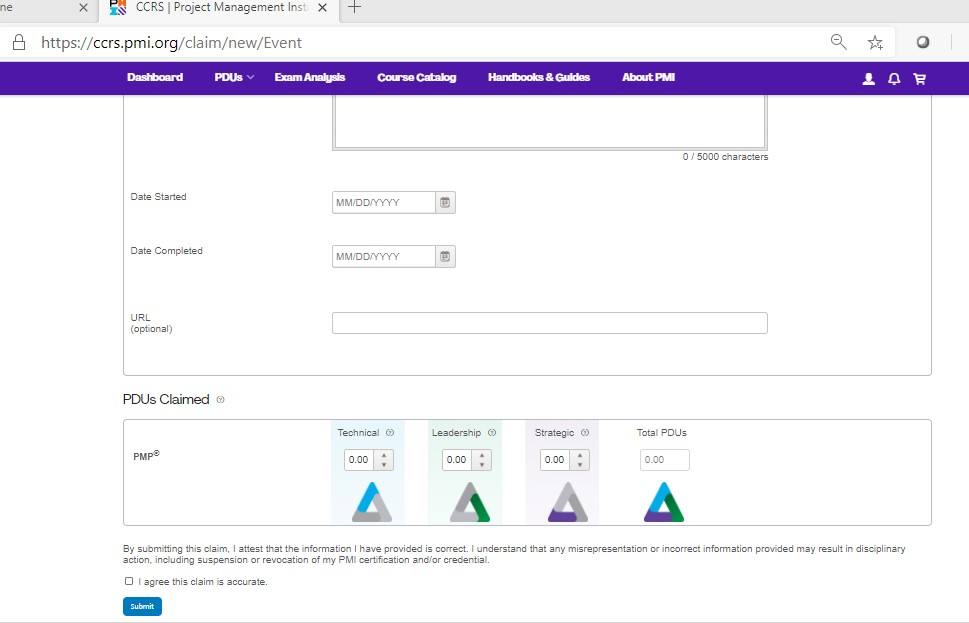 ne
CCRS | Project Management Inst
https://ccrs.pmi.org/claim/new/Event
Dashboard PDUs Exam Analysis Course Catalog Handbooks & Guides About PMI
0 / 5000 characters
Date Started
MM/DD/YYYY
Date Completed
MM/DD/YYYY
URL
(optional)
PDUs Claimed
Technical Leadership Strategic Total PDUs
PMP® 0.00 0.00 0.00 0.00
By submitting this claim, I attest that the information I have provided is correct. I understand that any misrepresentation or incorrect information provided may result in disciplinary
action, including suspension or revocation of my PMI certification and/or credential.
I agree this claim is accurate.
Submit